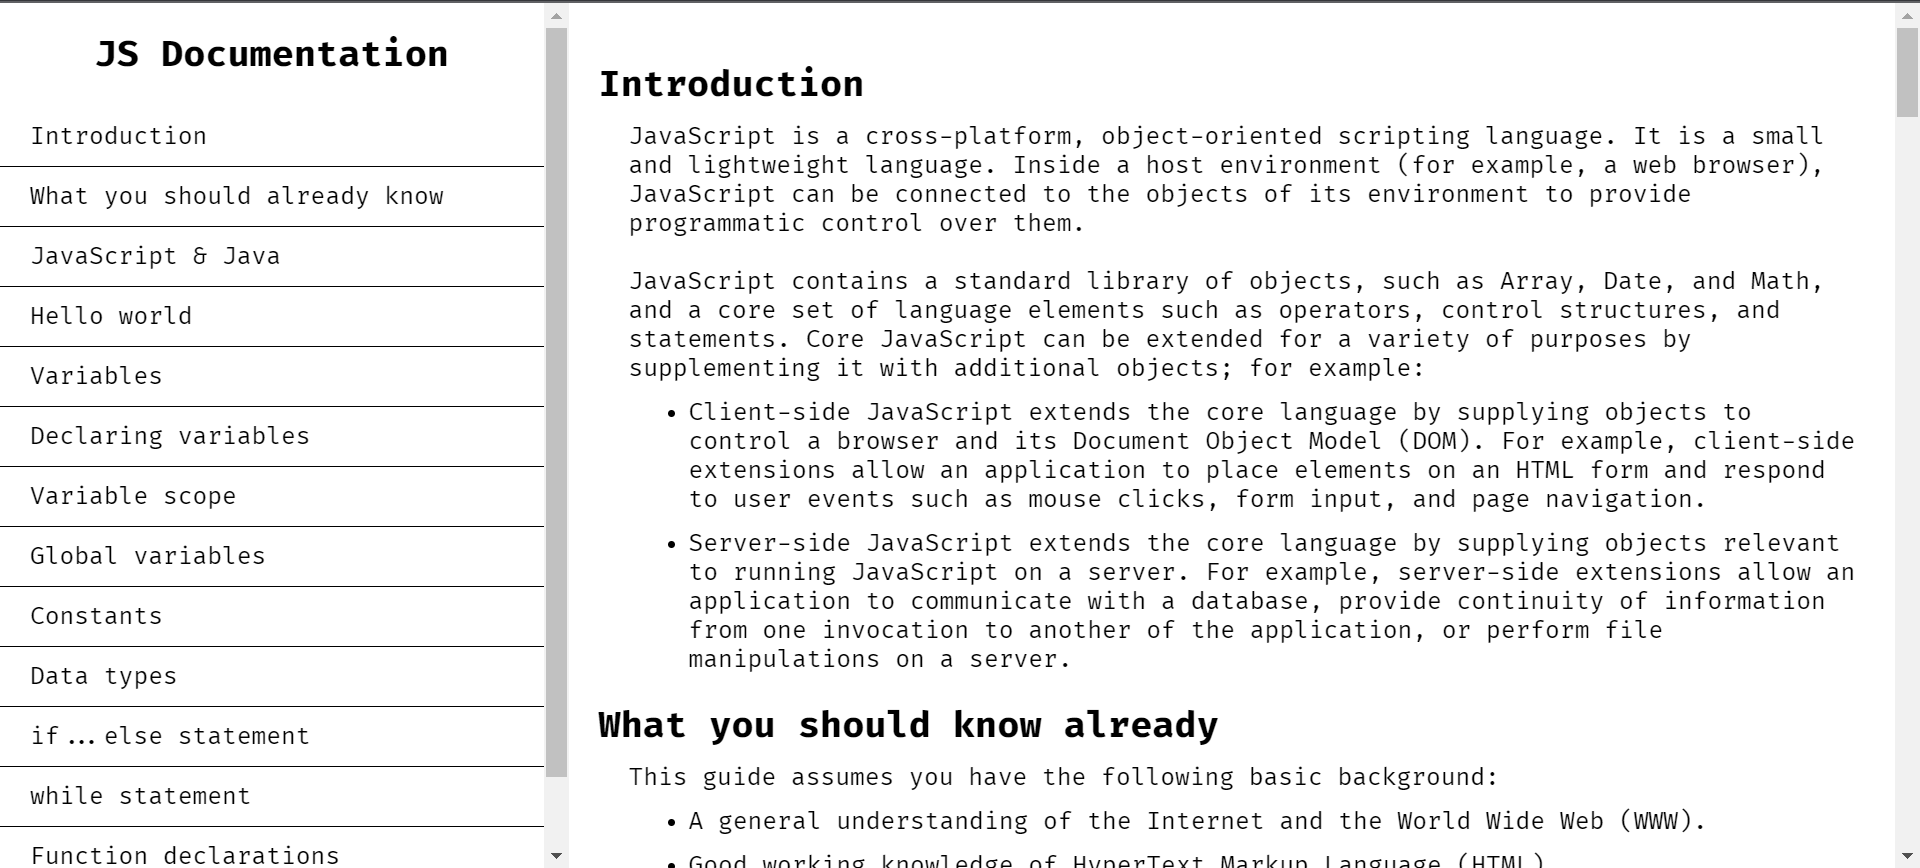 JS Documentation
Introduction
What you should already know
JavaScript & Java
Hello world
Variables
Declaring variables
Variable scope
Global variables
Constants
Data types
if...else statement
while statement
Function declarations
Introduction
JavaScript is a cross-platform, object-oriented scripting language. It is a small
and lightweight language. Inside a host environment (for example, a web browser),
JavaScript can be connected to the objects of its environment to provide
programmatic control over them.
JavaScript contains a standard library of objects, such as Array, Date, and Math,
and a core set of language elements such as operators, control structures, and
statements. Core JavaScript can be extended for a variety of purposes by
supplementing it with additional objects; for example:
• Client-side JavaScript extends the core language by supplying objects to
control a browser and its Document Object Model (DOM). For example, client-side
extensions allow an application to place elements on an HTML form and respond
to user events such as mouse clicks, form input, and page navigation.
• Server-side JavaScript extends the core language by supplying objects relevant
to running JavaScript on a server. For example, server-side extensions allow an
application to communicate with a database, provide continuity of information
from one invocation to another of the application, or perform file
manipulations on a server.
What you should know already
This guide assumes you have the following basic background:
• A general understanding of the Internet and the World Wide Web (WWW).
• Good working knowledge of HyperText Markup Language (HTML)